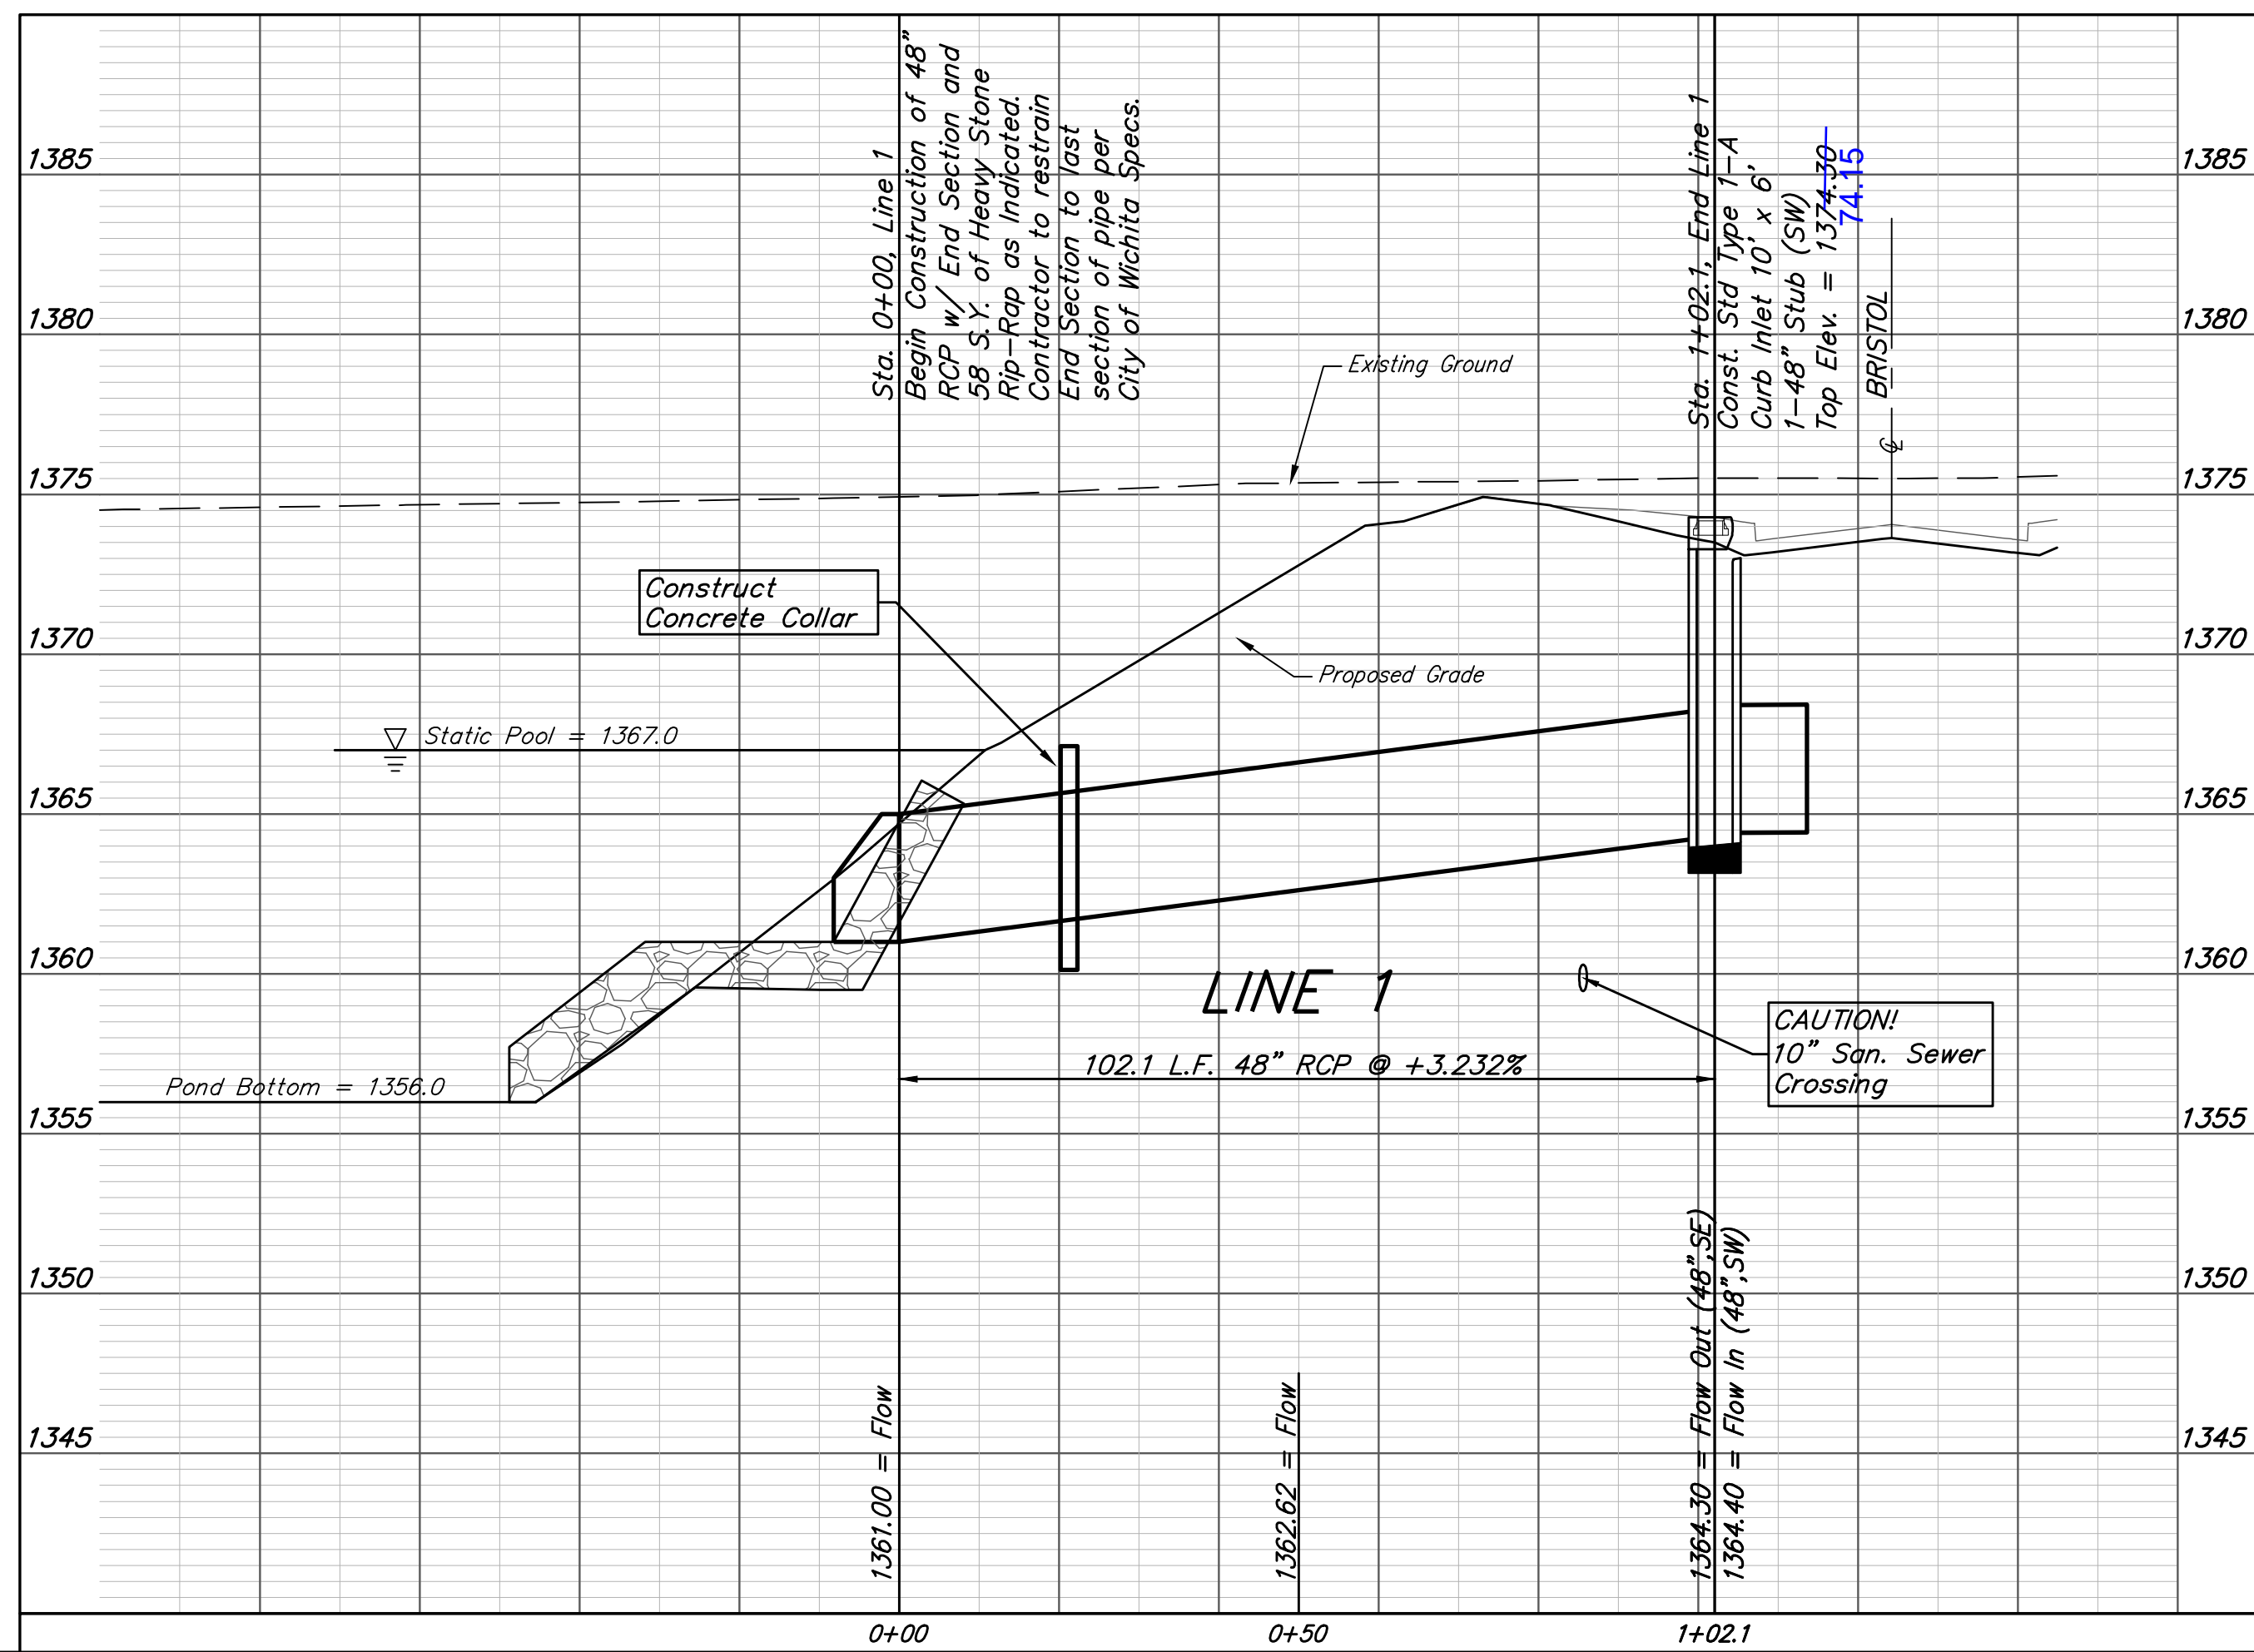 Sta. 0+00, Line 1
Begin Construction of 48"
RCP w/ End Section and
58 S.Y. of Heavy Stone
Rip-Rap as Indicated.
Contractor to restrain
End Section to last
section of pipe per
City of Wichita Specs.
Sta. 1+02.1, End Line 1
Const. Std Type 1-A
Curb Inlet 10' x 6'
1-48" Stub (SW)
Top Elev. = 1374.30
74.15
BRISTOL
℄
1385
1385
1380
1380
Existing Ground
1375
1375
Construct
Concrete Collar
1370
1370
Proposed Grade
Static Pool = 1367.0
1365
1365
1360
1360
LINE 1
CAUTION!
10" San. Sewer
Crossing
102.1 L.F. 48" RCP @ +3.232%
Pond Bottom = 1356.0
1355
1355
1350
1350
1345
1345
1361.00 = Flow
1362.62 = Flow
1364.30 = Flow Out (48",SE)
1364.40 = Flow In (48",SW)
0+00
0+50
1+02.1